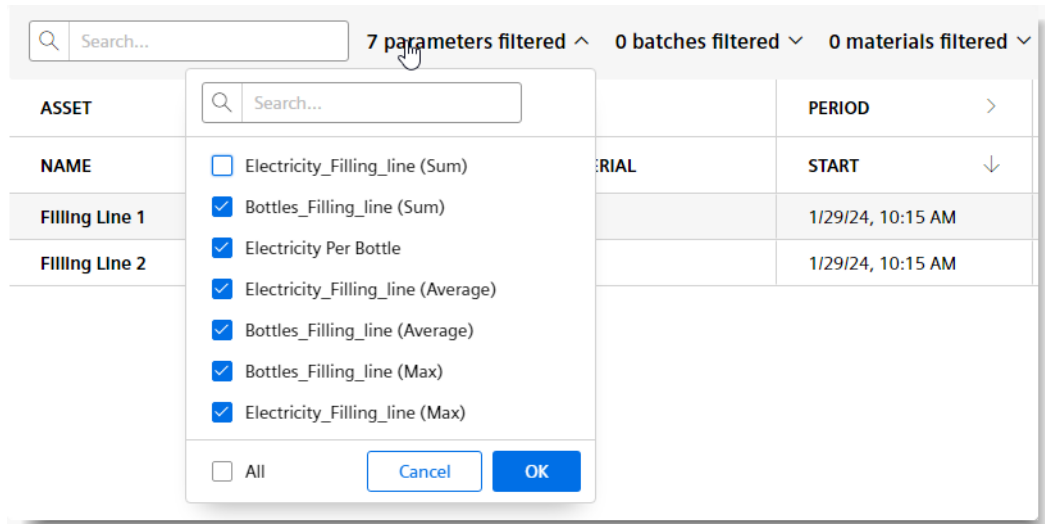 Search... 7 parameters filtered 0 batches filtered 0 materials filtered
Search...
ASSET PERIOD
NAME ERIAL START
Electricity_Filling_line (Sum)
Bottles_Filling_line (Sum)
Filling Line 1 1/29/24, 10:15 AM
Electricity Per Bottle
Filling Line 2 1/29/24, 10:15 AM
Electricity_Filling_line (Average)
Bottles_Filling_line (Average)
Bottles_Filling_line (Max)
Electricity_Filling_line (Max)
All Cancel OK